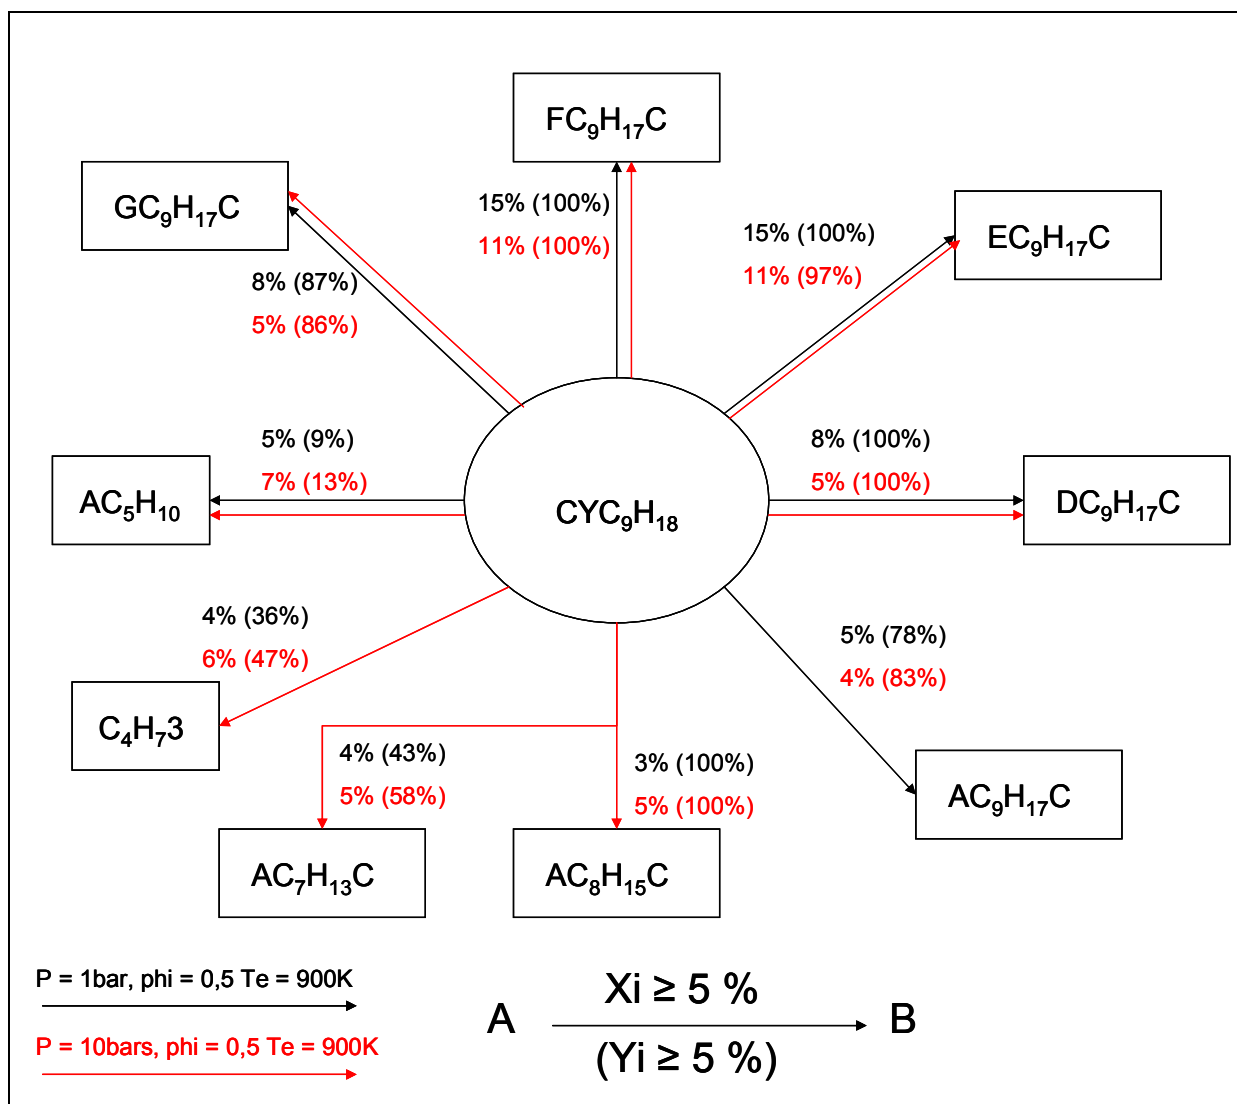 FC₉H₁₇C
GC₉H₁₇C
15% (100%)
11% (100%)
15% (100%)
11% (97%)
EC₉H₁₇C
8% (87%)
5% (86%)
5% (9%)
7% (13%)
8% (100%)
5% (100%)
AC₅H₁₀
CYC₉H₁₈
DC₉H₁₇C
4% (36%)
6% (47%)
5% (78%)
4% (83%)
C₄H₇3
4% (43%)
5% (58%)
3% (100%)
5% (100%)
AC₉H₁₇C
AC₇H₁₃C
AC₈H₁₅C
P = 1bar, phi = 0,5 Te = 900K
P = 10bars, phi = 0,5 Te = 900K
Xi ≥ 5 %
A B
(Yi ≥ 5 %)